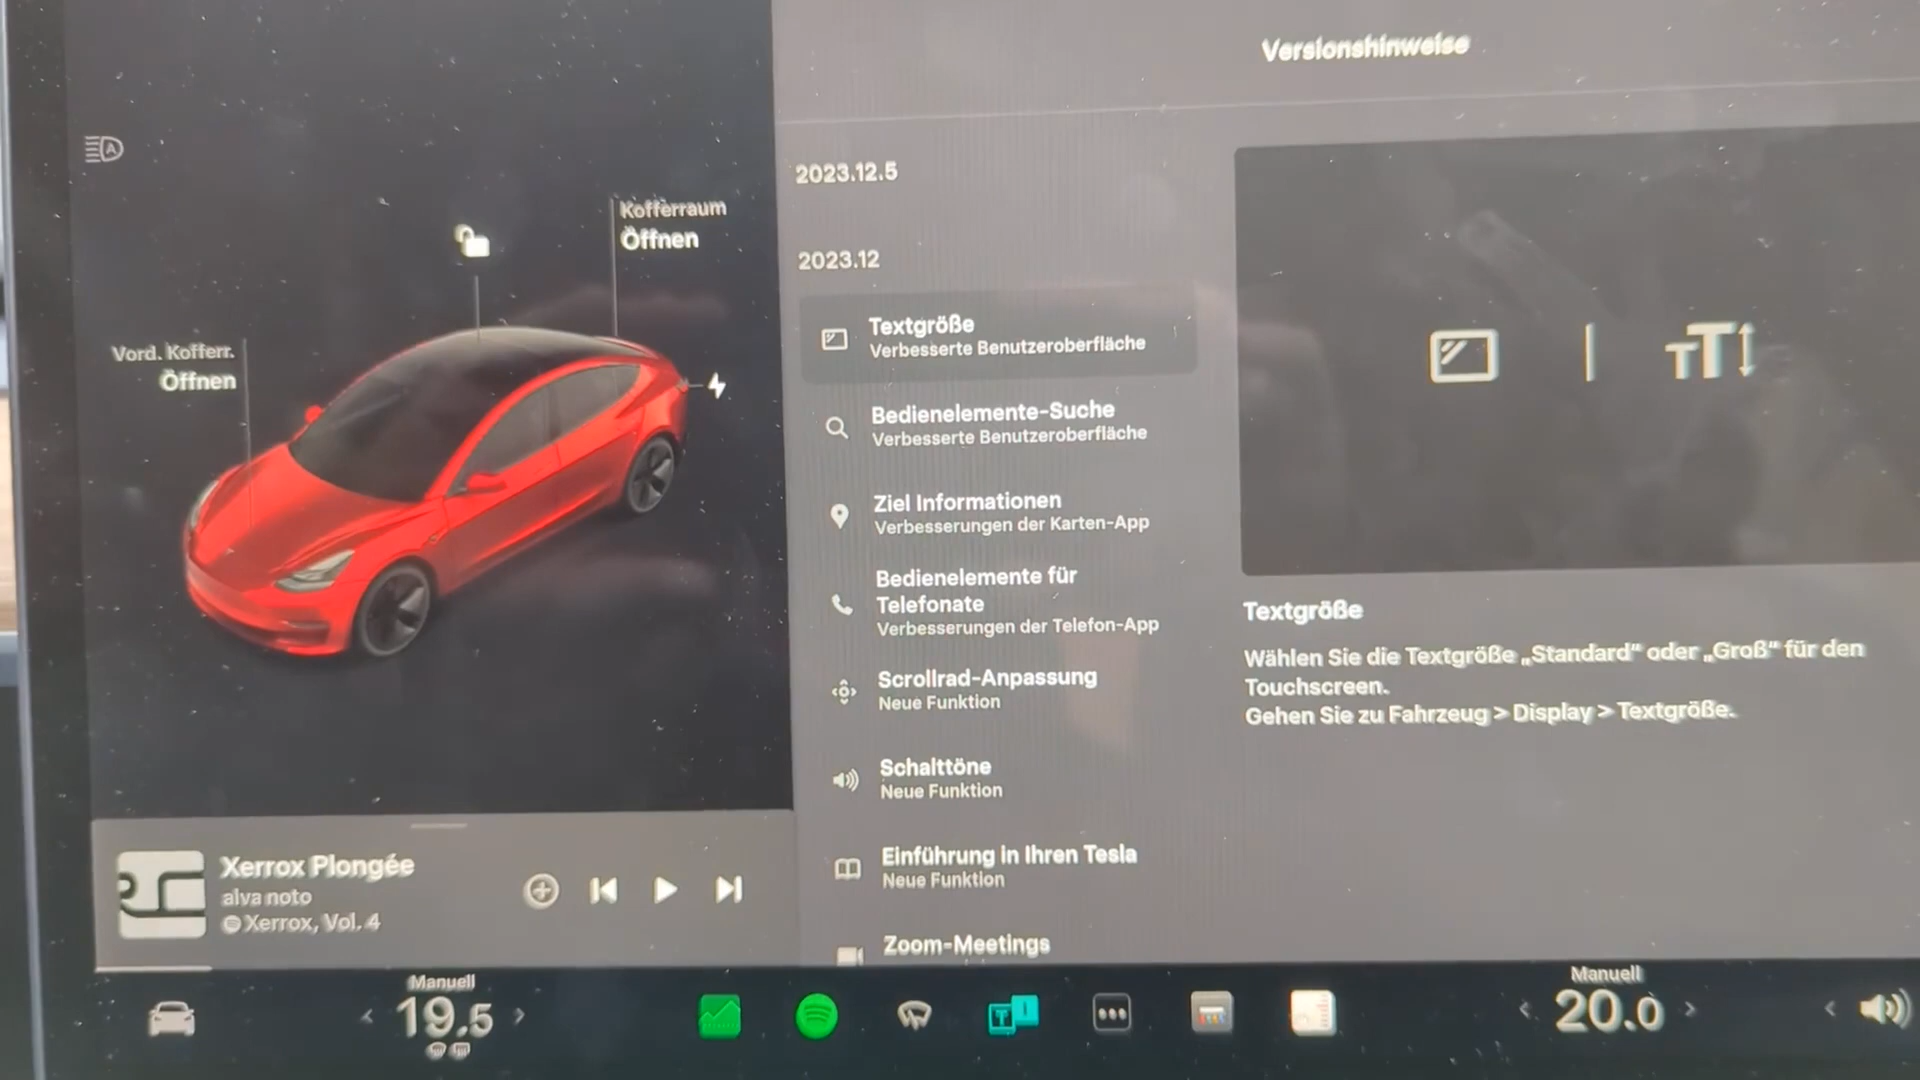 Versionshinweise
Kofferraum
Öffnen
Vord. Kofferr.
Öffnen
2023.12.5
2023.12
Textgröße
Verbesserte Benutzeroberfläche
Bedienelemente-Suche
Verbesserte Benutzeroberfläche
Ziel Informationen
Verbesserungen der Karten-App
Bedienelemente für
Telefonate
Verbesserungen der Telefon-App
Scrollrad-Anpassung
Neue Funktion
Schalttöne
Neue Funktion
Einführung in Ihren Tesla
Neue Funktion
Zoom-Meetings
Textgröße
Wählen Sie die Textgröße „Standard“ oder „Groß“ für den
Touchscreen.
Gehen Sie zu Fahrzeug > Display > Textgröße.
Xerrox Plongée
alva noto
Xerrox, Vol. 4
Manuell
19.5
Manuell
20.0